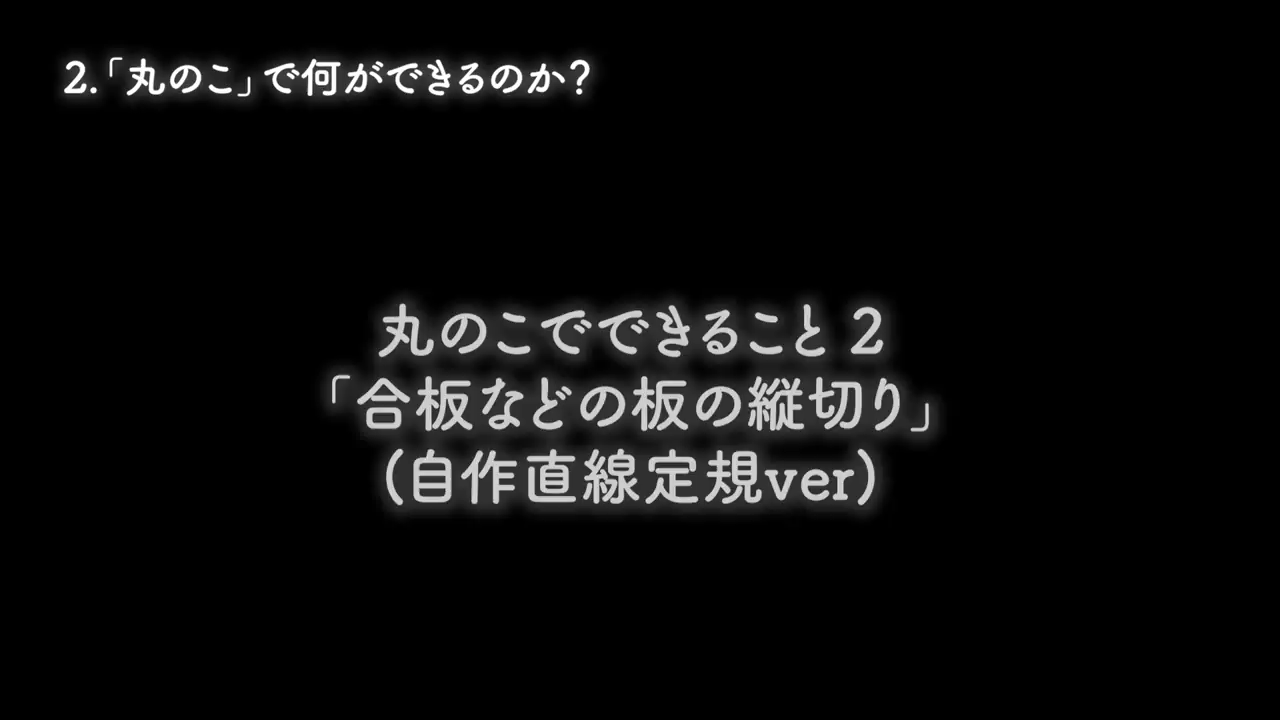 2.「丸のこ」で何ができるのか?
丸のこでできること 2
「合板などの板の縦切り」
(自作直線定規ver)